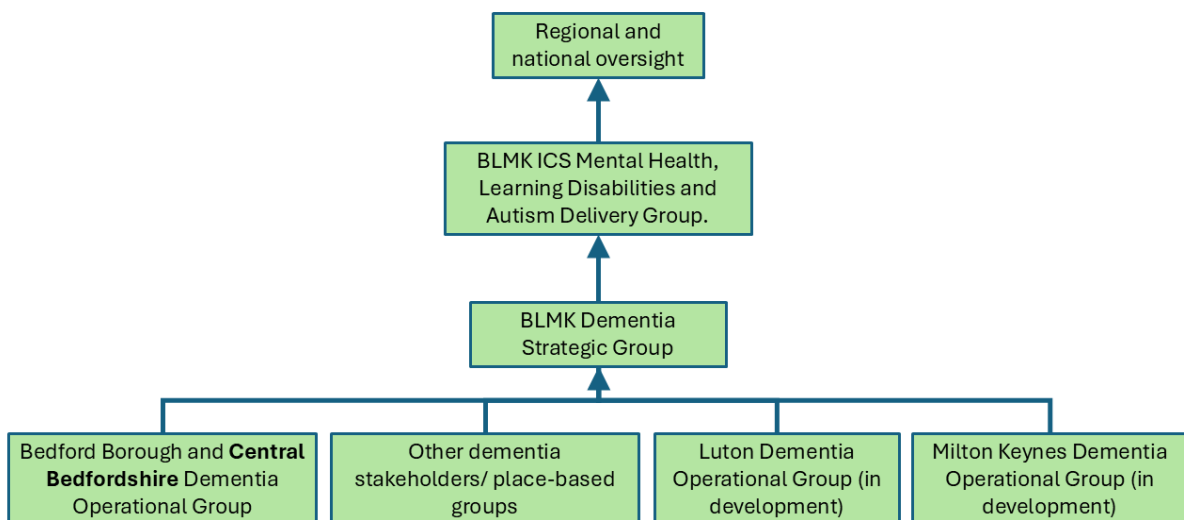 Regional and
national oversight
BLMK ICS Mental Health,
Learning Disabilities and
Autism Delivery Group.
BLMK Dementia
Strategic Group
Bedford Borough and Central
Bedfordshire Dementia
Operational Group
Other dementia
stakeholders/ place-based
groups
Luton Dementia
Operational Group (in
development)
Milton Keynes Dementia
Operational Group (in
development)